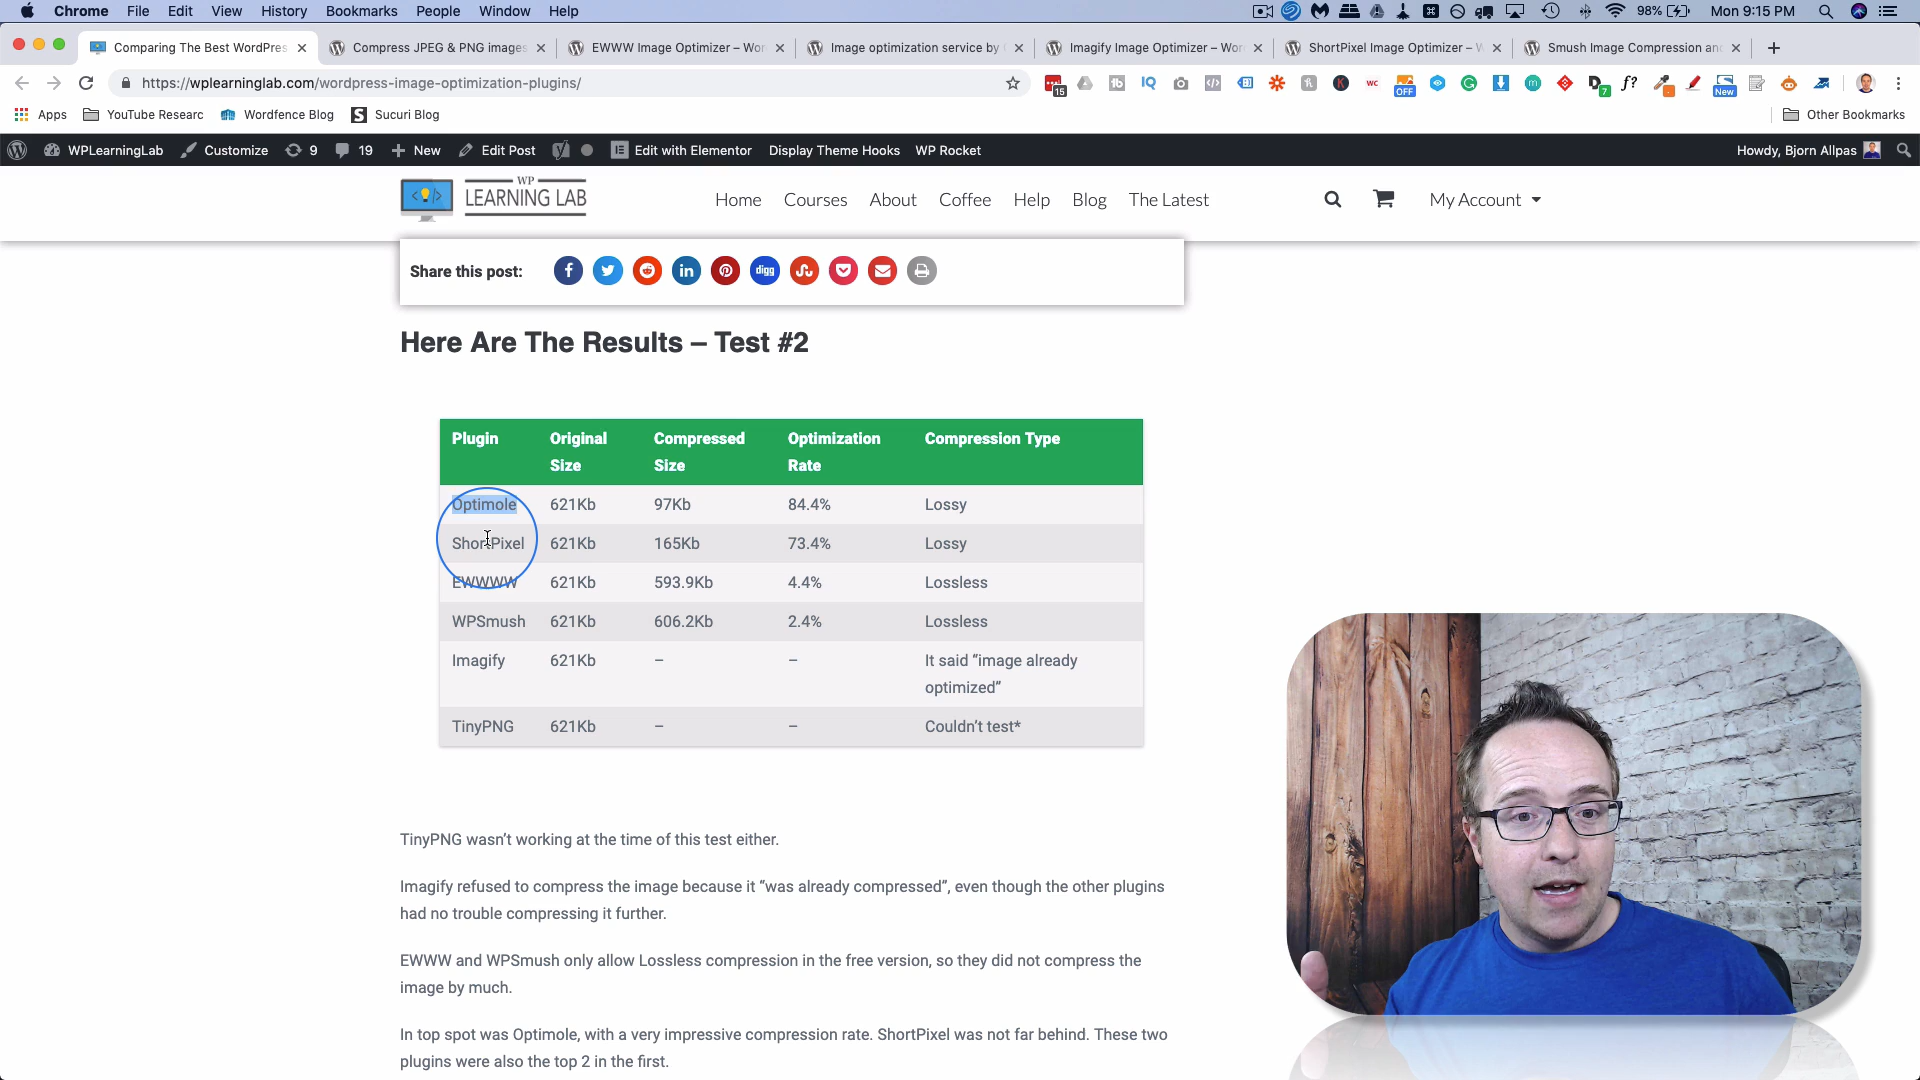 Chrome File Edit View History Bookmarks People Window Help 98% Mon 9:15 PM
Comparing The Best WordPres Compress JPEG & PNG images EWWW Image Optimizer – Wor Image optimization service by Imagify Image Optimizer – Wor ShortPixel Image Optimizer – W Smush Image Compression an
https://wplearninglab.com/wordpress-image-optimization-plugins/ 15 OFF 7 New
Apps YouTube Researc Wordfence Blog Sucuri Blog Other Bookmarks
WPLearningLab Customize 9 19 New Edit Post Edit with Elementor Display Theme Hooks WP Rocket Howdy, Bjorn Allpas
WP
LEARNING LAB
Home Courses About Coffee Help Blog The Latest My Account
Share this post: digg
Here Are The Results – Test #2
Plugin Original Size Compressed Size Optimization Rate Compression Type
Optimole 621Kb 97Kb 84.4% Lossy
ShortPixel 621Kb 165Kb 73.4% Lossy
EWWWW 621Kb 593.9Kb 4.4% Lossless
WPSmush 621Kb 606.2Kb 2.4% Lossless
Imagify 621Kb – – It said “image already
optimized”
TinyPNG 621Kb – – Couldn’t test*
TinyPNG wasn’t working at the time of this test either.
Imagify refused to compress the image because it “was already compressed”, even though the other plugins
had no trouble compressing it further.
EWWW and WPSmush only allow Lossless compression in the free version, so they did not compress the
image by much.
In top spot was Optimole, with a very impressive compression rate. ShortPixel was not far behind. These two
plugins were also the top 2 in the first.